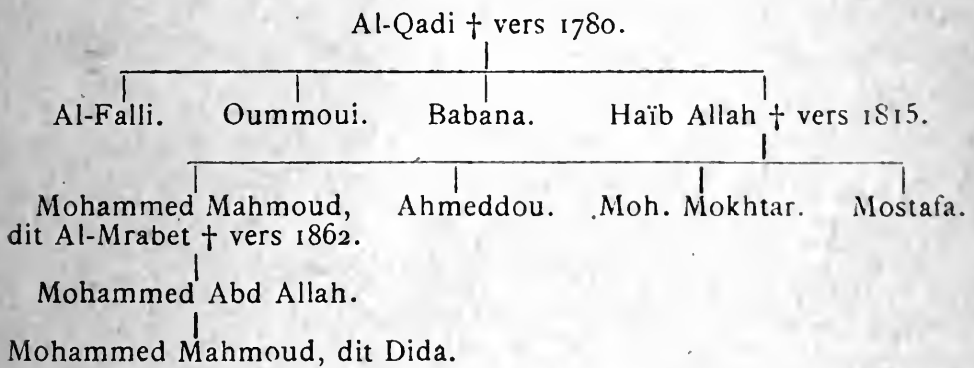 Al-Qadi † vers 1780.
Al-Falli. Oummoui. Babana. Haïb Allah † vers 1815.
Mohammed Mahmoud, Ahmeddou. Moh. Mokhtar. Mostafa.
dit Al-Mrabet † vers 1862.
Mohammed Abd Allah.
Mohammed Mahmoud, dit Dida.